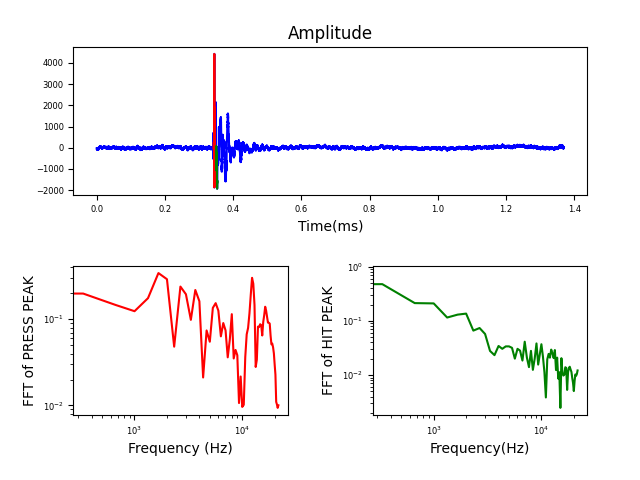 Amplitude
4000
3000
2000
1000
0
−1000
−2000
0.0 0.2 0.4 0.6 0.8 1.0 1.2 1.4
Time(ms)
FFT of PRESS PEAK
10⁻¹
10⁻²
10³ 10⁴
Frequency (Hz)
FFT of HIT PEAK
10⁰
10⁻¹
10⁻²
10³ 10⁴
Frequency(Hz)